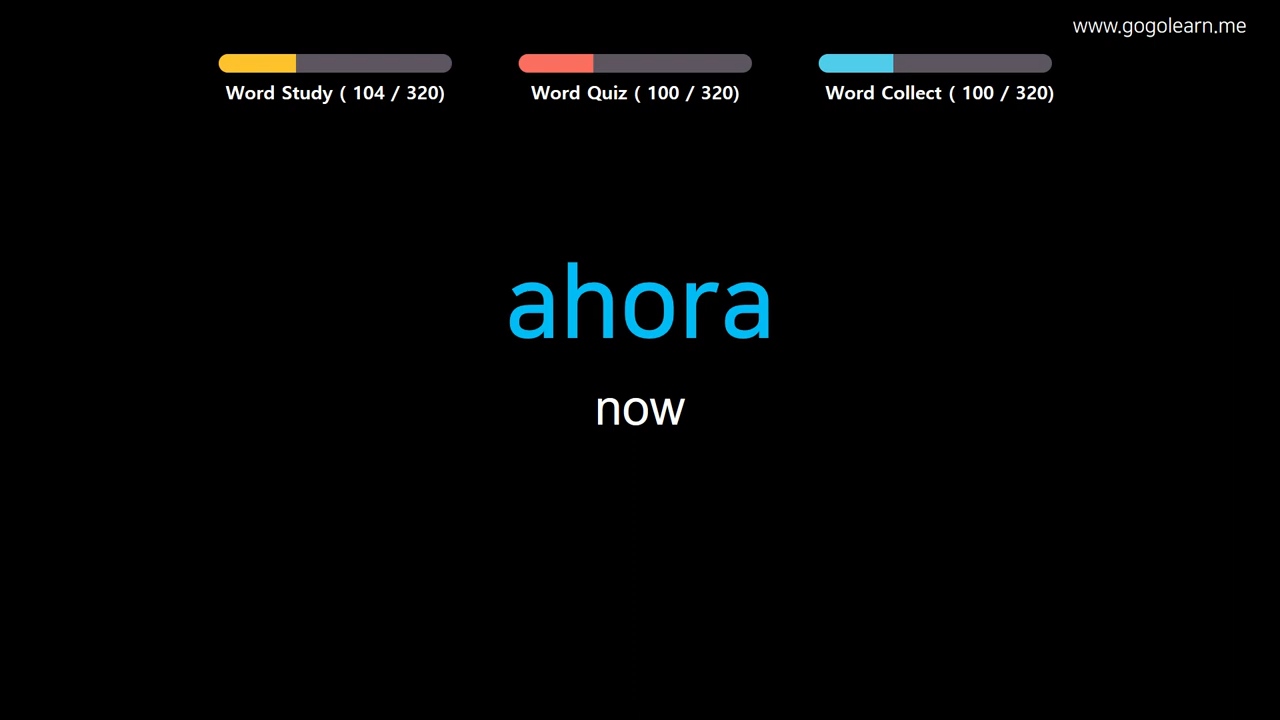 www.gogolearn.me
Word Study ( 104 / 320)
Word Quiz ( 100 / 320)
Word Collect ( 100 / 320)
ahora
now